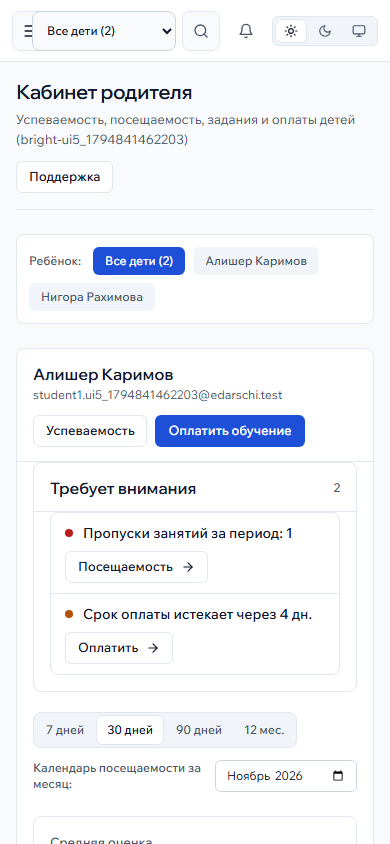 Все дети (2)
Кабинет родителя
Успеваемость, посещаемость, задания и оплаты детей
(bright-ui5_1794841462203)
Поддержка
Ребёнок:
Все дети (2)
Алишер Каримов
Нигора Рахимова
Алишер Каримов
student1.ui5_1794841462203@edarschi.test
Успеваемость
Оплатить обучение
Требует внимания
2
Пропуски занятий за период: 1
Посещаемость →
Срок оплаты истекает через 4 дн.
Оплатить →
7 дней
30 дней
90 дней
12 мес.
Календарь посещаемости за
месяц:
Ноябрь 2026
Средняя оценка